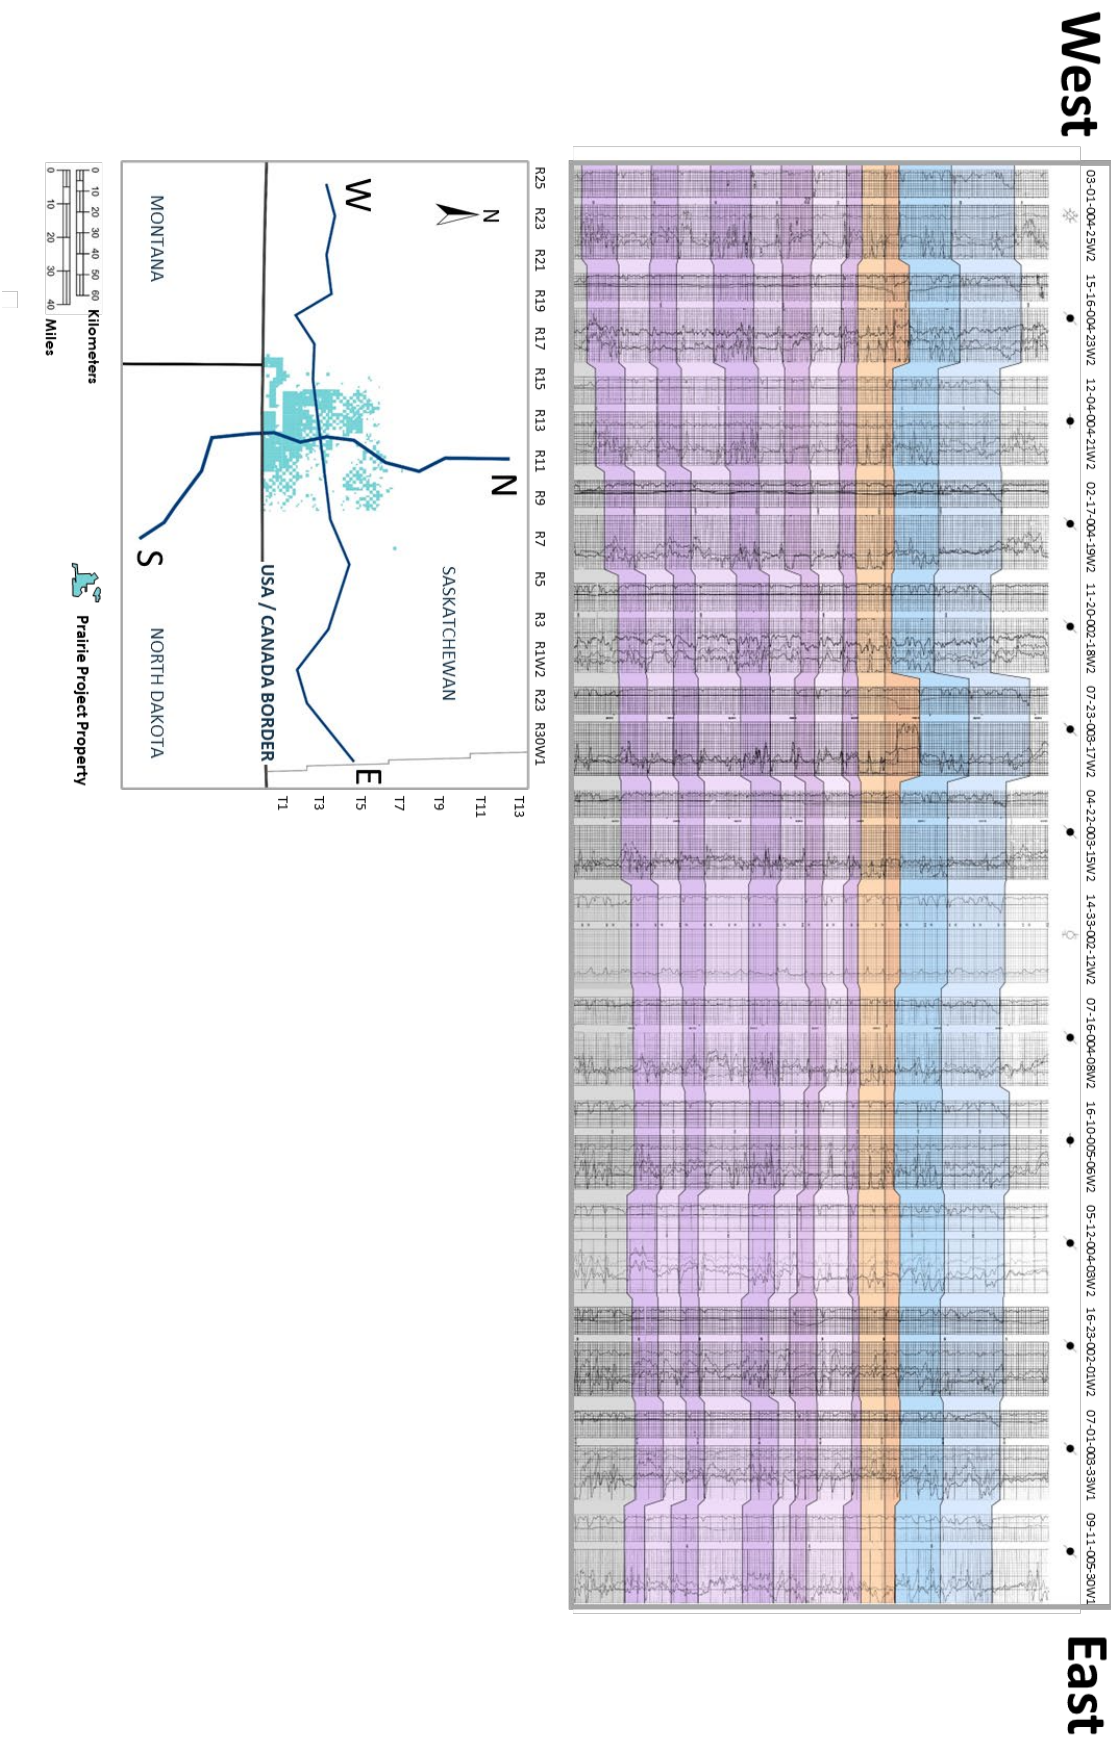 West
East
03-01-004-25W2
15-16-004-23W2
12-04-004-21W2
02-17-004-19W2
11-20-002-18W2
07-23-003-17W2
04-22-003-15W2
14-33-002-12W2
07-16-004-08W2
16-10-005-06W2
05-12-004-03W2
16-23-002-01W2
07-01-003-33W1
09-11-005-30W1
R25
R23
R21
R19
R17
R15
R13
R11
R9
R7
R5
R3
R1W2
R23
R30W1
T13
T11
T9
T7
T5
T3
T1
N
W
N
E
S
SASKATCHEWAN
USA / CANADA BORDER
MONTANA
NORTH DAKOTA
0 10 20 30 40 50 60 Kilometers
0 10 20 30 40 Miles
Prairie Project Property